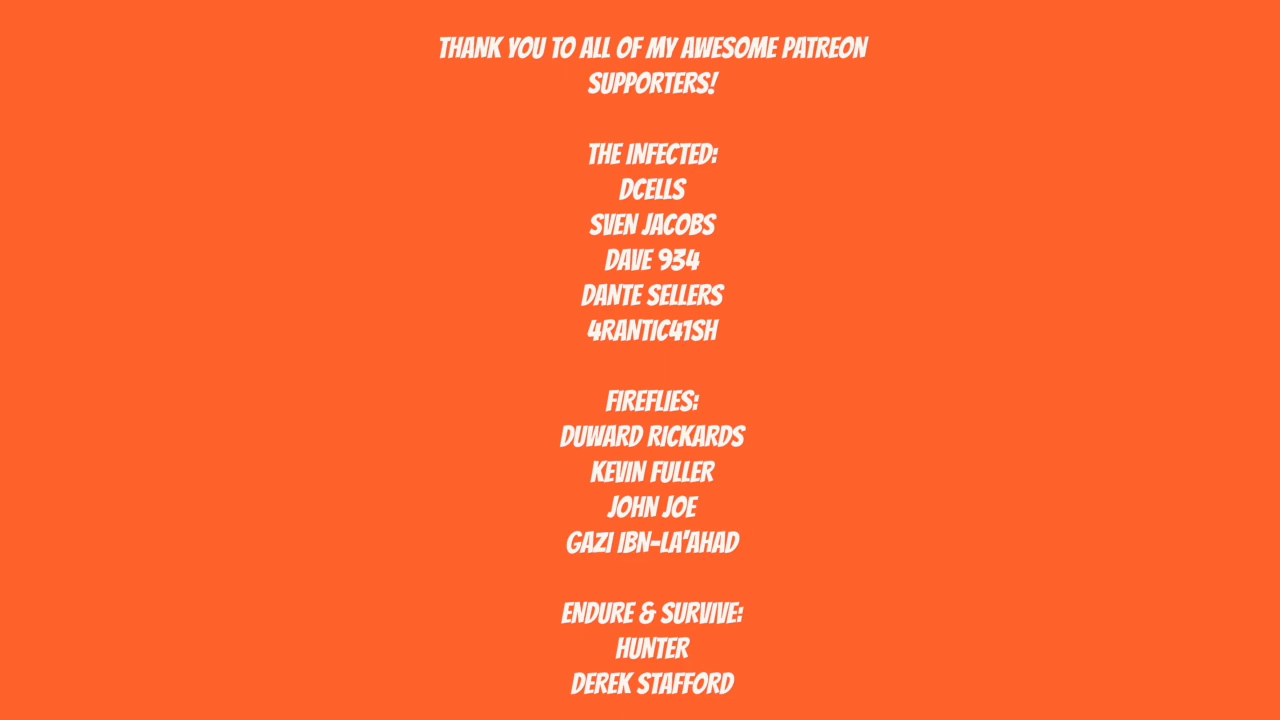 THANK YOU TO ALL OF MY AWESOME PATREON
SUPPORTERS!
THE INFECTED:
DCELLS
SVEN JACOBS
DAVE 934
DANTE SELLERS
4RANTIC41SH
FIREFLIES:
DUWARD RICKARDS
KEVIN FULLER
JOHN JOE
GAZI IBN-LA'AHAD
ENDURE & SURVIVE:
HUNTER
DEREK STAFFORD